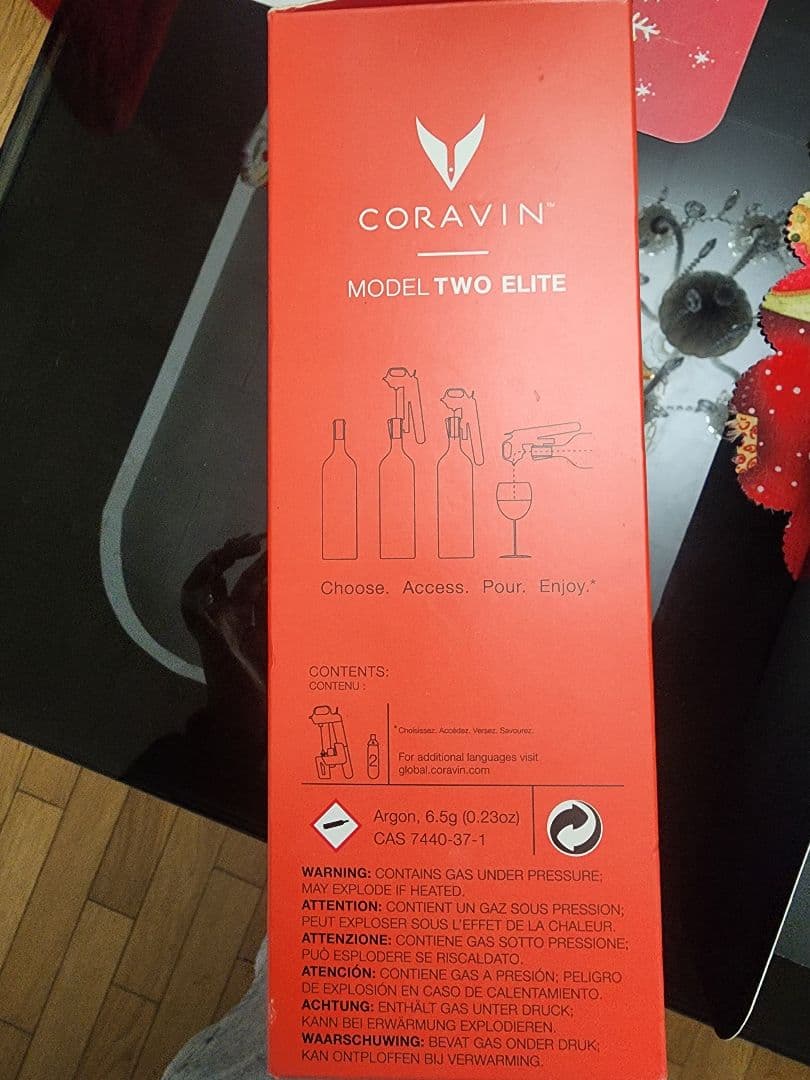 CORAVIN™
MODEL TWO ELITE
Choose. Access. Pour. Enjoy.*
CONTENTS:
CONTENU :
2
*Choisissez. Accédez. Versez. Savourez.
For additional languages visit
global.coravin.com
Argon, 6.5g (0.23oz)
CAS 7440-37-1
WARNING: CONTAINS GAS UNDER PRESSURE;
MAY EXPLODE IF HEATED.
ATTENTION: CONTIENT UN GAZ SOUS PRESSION;
PEUT EXPLOSER SOUS L'EFFET DE LA CHALEUR.
ATTENZIONE: CONTIENE GAS SOTTO PRESSIONE;
PUÒ ESPLODERE SE RISCALDATO.
ATENCIÓN: CONTIENE GAS A PRESIÓN; PELIGRO
DE EXPLOSIÓN EN CASO DE CALENTAMIENTO.
ACHTUNG: ENTHÄLT GAS UNTER DRUCK;
KANN BEI ERWÄRMUNG EXPLODIEREN.
WAARSCHUWING: BEVAT GAS ONDER DRUK;
KAN ONTPLOFFEN BIJ VERWARMING.